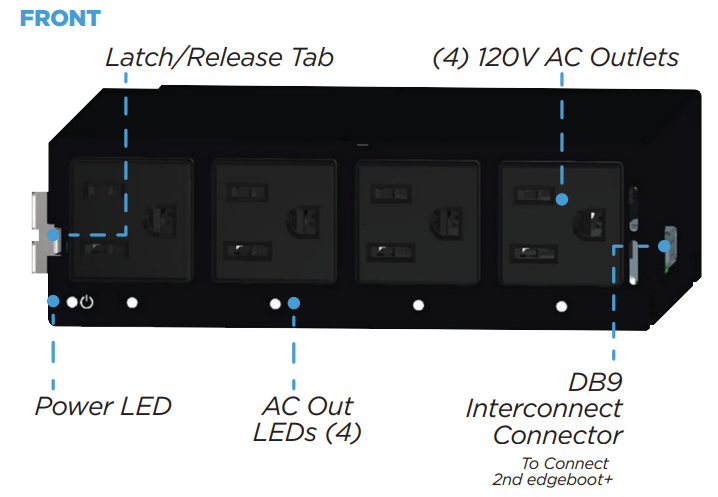 FRONT
Latch/Release Tab
(4) 120V AC Outlets
Power LED
AC Out
LEDs (4)
DB9
Interconnect
Connector
To Connect
2nd edgeboot+